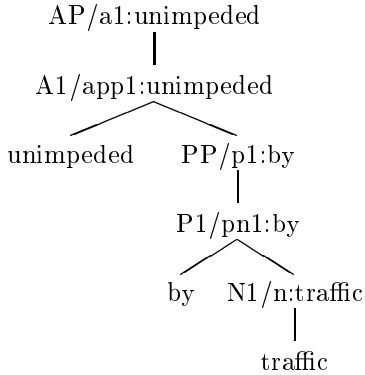 AP/a1:unimpeded
A1/app1:unimpeded
unimpeded PP/p1:by
P1/pn1:by
by N1/n:traffic
traffic